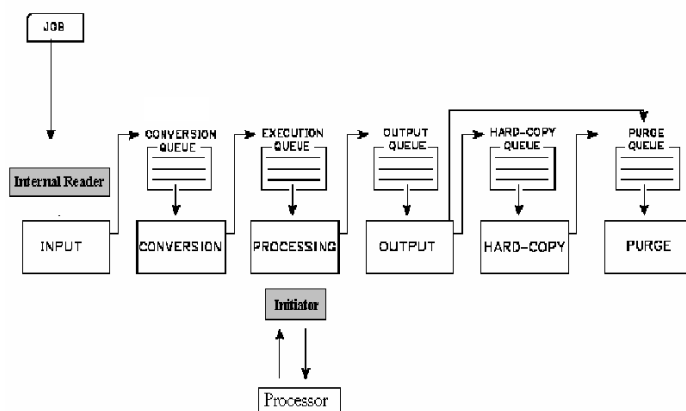 JOB
CONVERSION
QUEUE
EXECUTION
QUEUE
OUTPUT
QUEUE
HARD-COPY
QUEUE
PURGE
QUEUE
Internal Reader
INPUT
CONVERSION
PROCESSING
OUTPUT
HARD-COPY
PURGE
Initiator
Processor